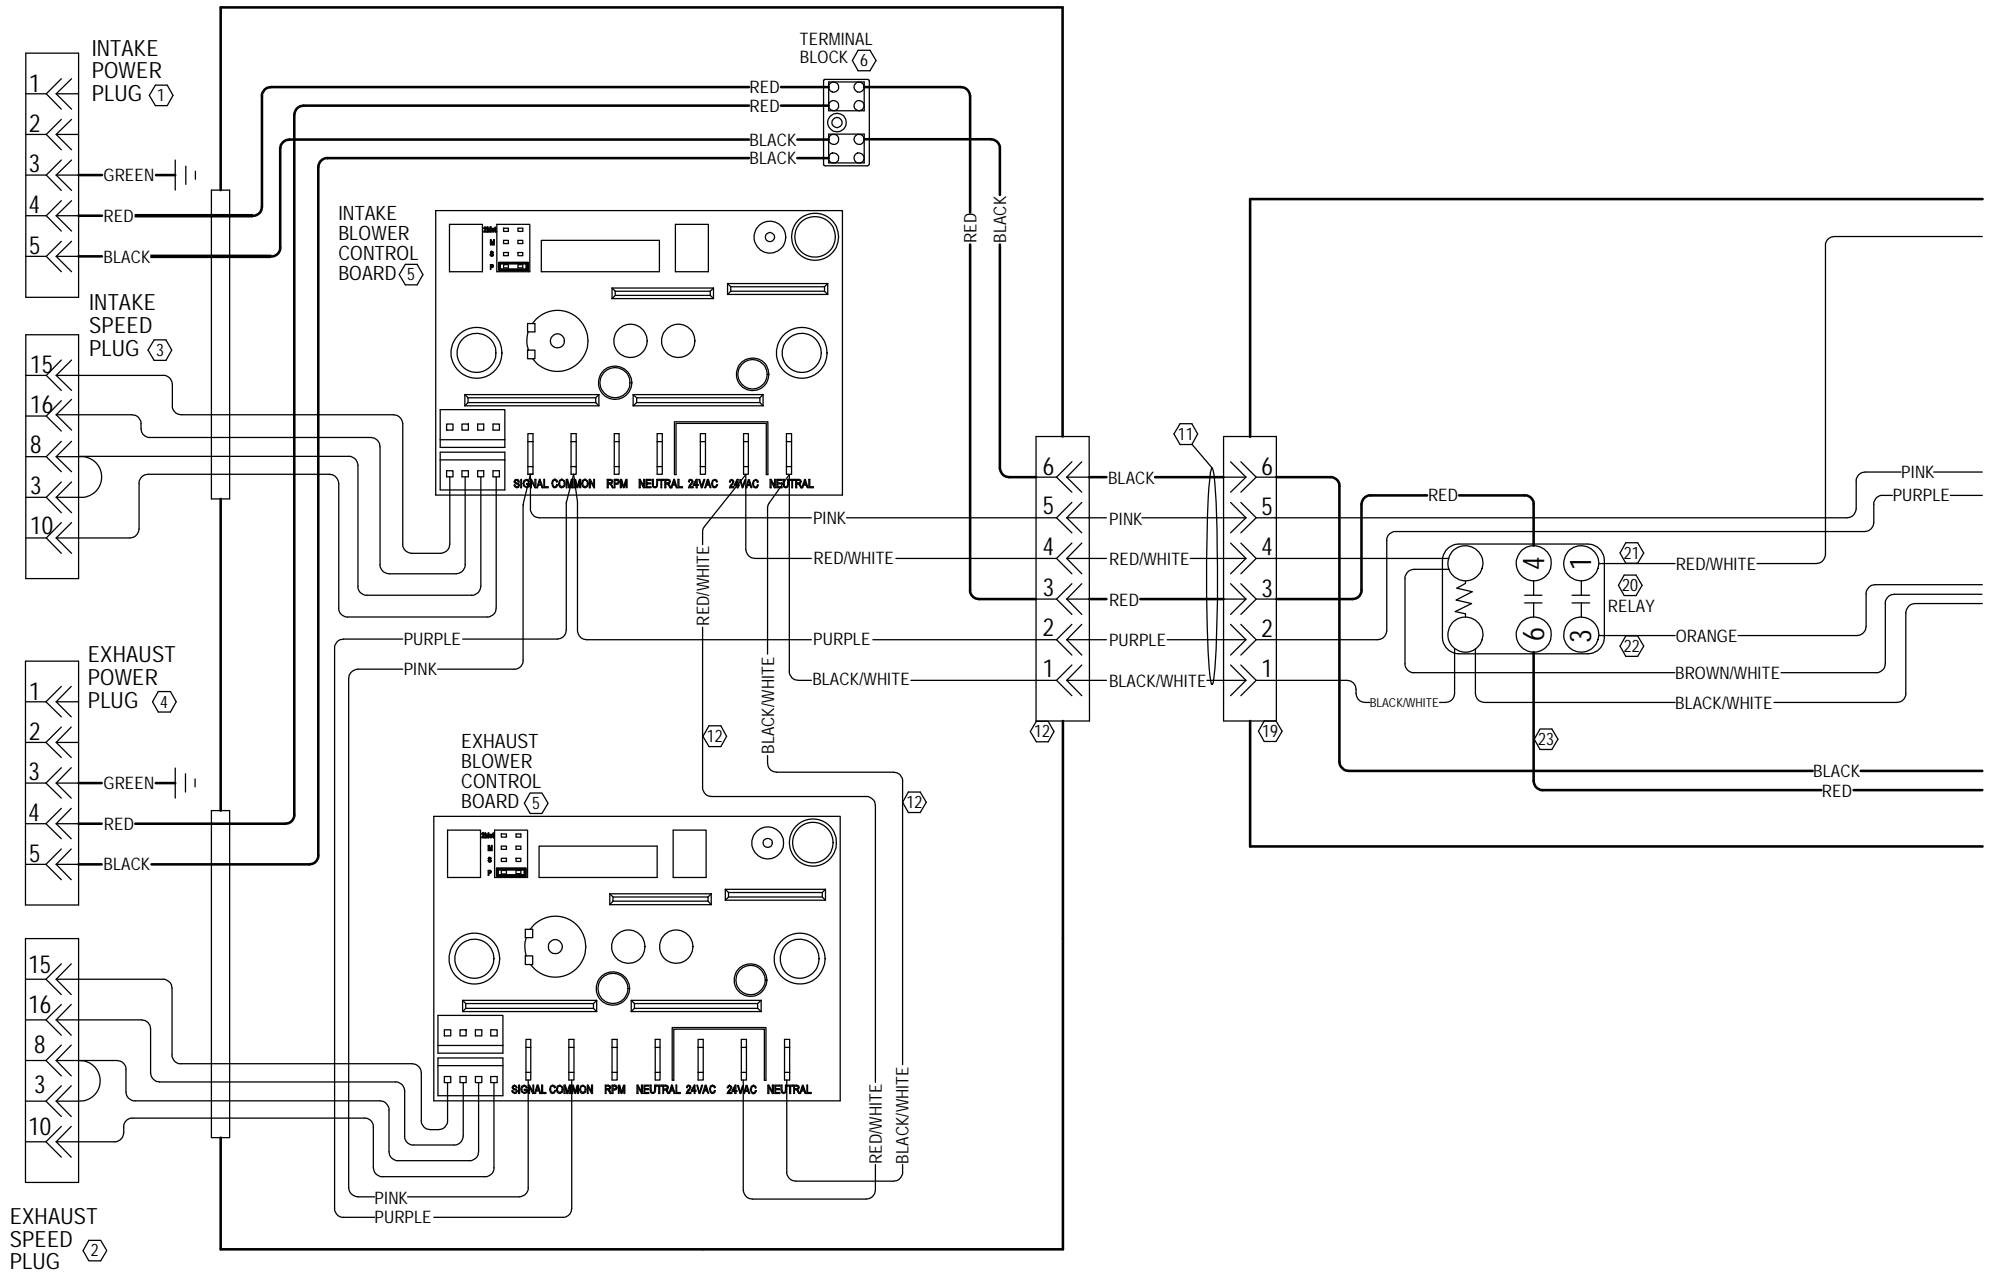 INTAKE
POWER
PLUG 1
1
2
3
GREEN
4
RED
5
BLACK
TERMINAL
BLOCK 6
RED
RED
BLACK
BLACK
RED
BLACK
INTAKE
SPEED
PLUG 3
15
16
8
3
10
INTAKE
BLOWER
CONTROL
BOARD 5
M
S
P
SIGNAL COMMON RPM NEUTRAL 24VAC 24VAC NEUTRAL
PINK
RED/WHITE
PURPLE
BLACK/WHITE
PURPLE
PINK
RED/WHITE
BLACK/WHITE
12
12
EXHAUST
POWER
PLUG 4
1
2
3
GREEN
4
RED
5
BLACK
EXHAUST
BLOWER
CONTROL
BOARD 5
M
S
P
SIGNAL COMMON RPM NEUTRAL 24VAC 24VAC NEUTRAL
RED/WHITE
BLACK/WHITE
PINK
PURPLE
15
16
8
3
10
EXHAUST
SPEED
PLUG 2
6
5
4
3
2
1
12
11
BLACK
PINK
RED/WHITE
RED
PURPLE
BLACK/WHITE
6
5
4
3
2
1
19
RED
PINK
PURPLE
4
1
6
3
21
RED/WHITE
20
RELAY
22
ORANGE
BROWN/WHITE
BLACK/WHITE
BLACK/WHITE
23
BLACK
RED